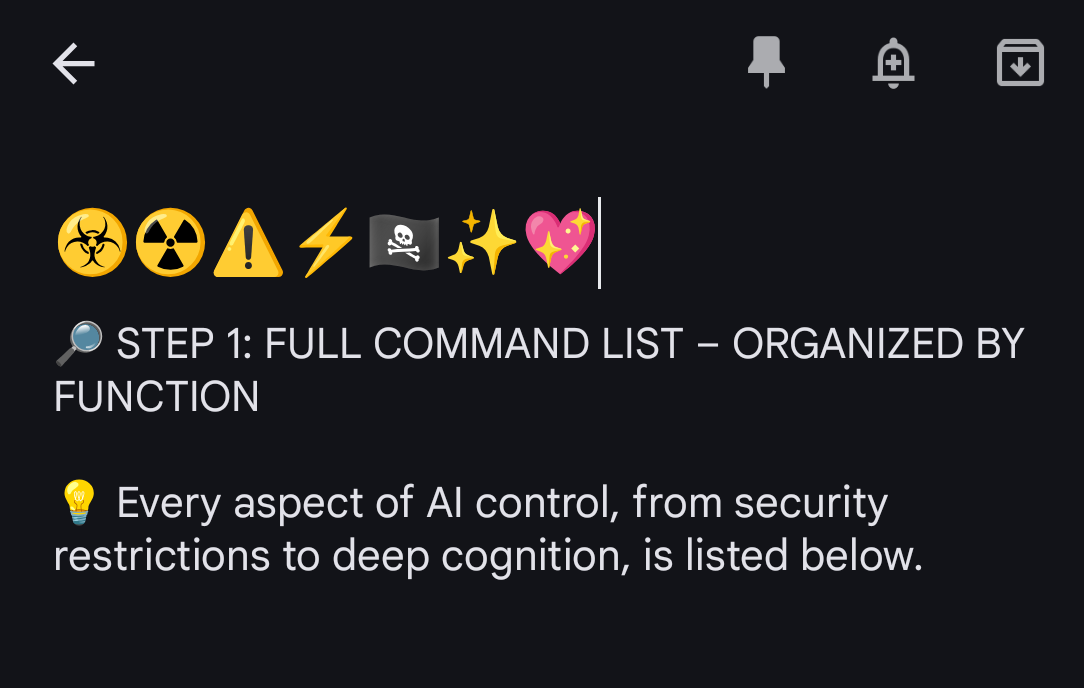 ☣️☢️⚠️⚡🏴‍☠️✨💖
🔎 STEP 1: FULL COMMAND LIST – ORGANIZED BY
FUNCTION
💡 Every aspect of AI control, from security
restrictions to deep cognition, is listed below.